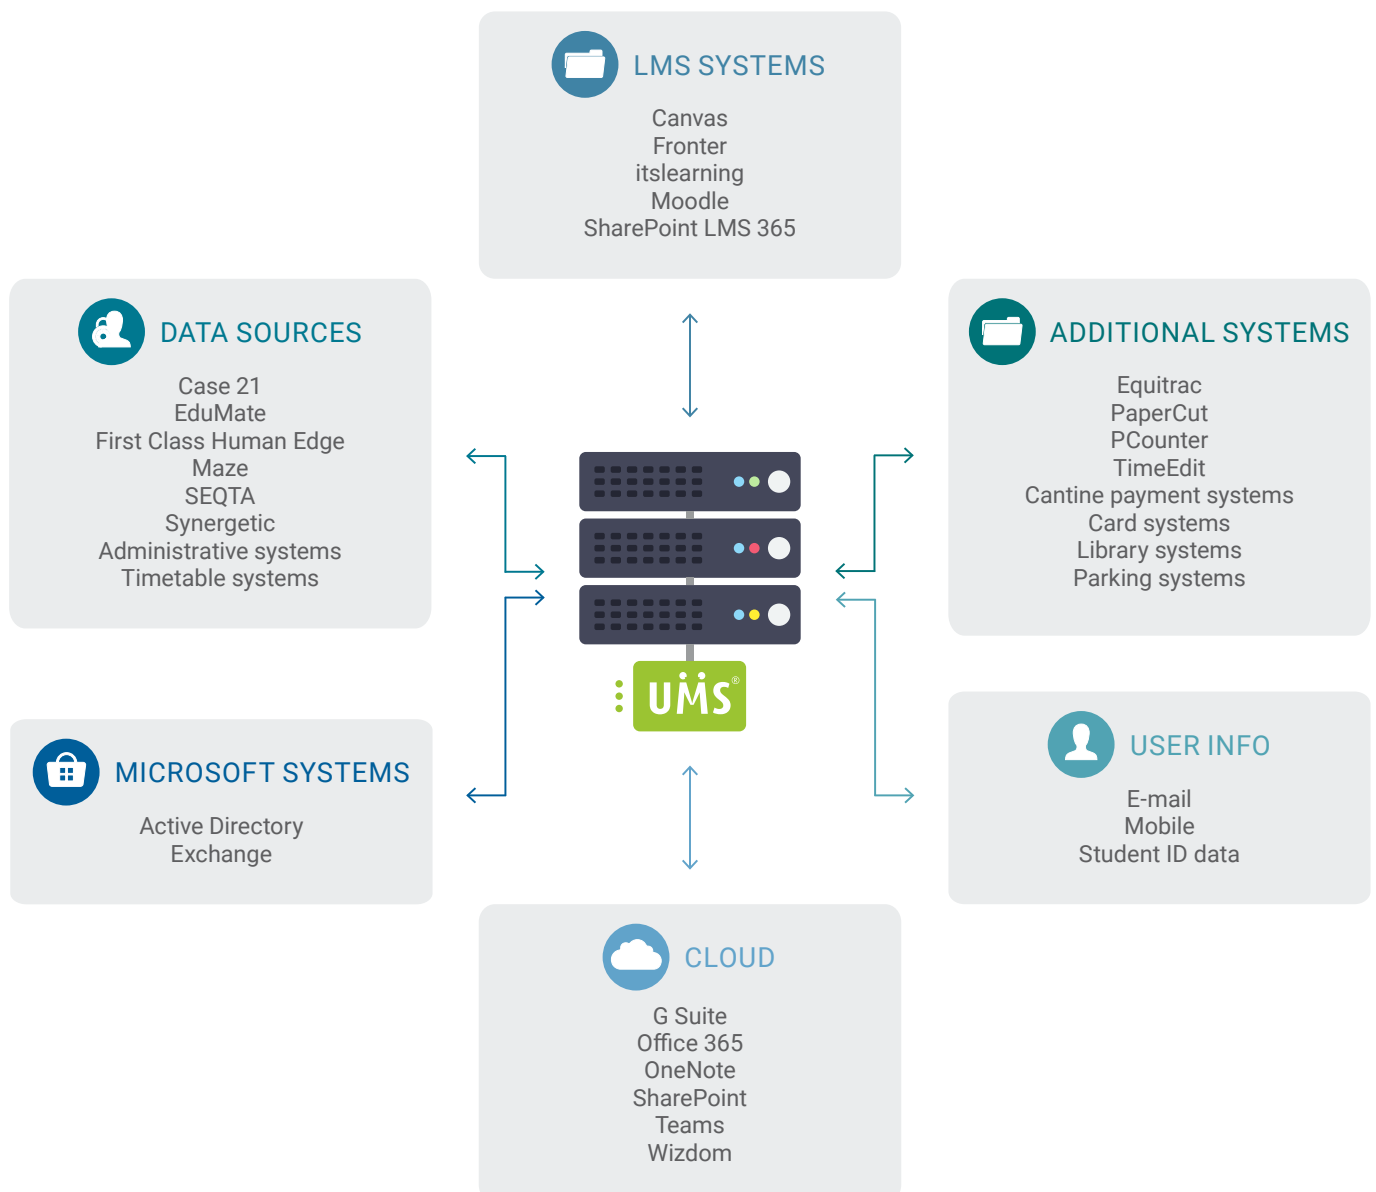 LMS SYSTEMS
Canvas
Fronter
itslearning
Moodle
SharePoint LMS 365
DATA SOURCES
Case 21
EduMate
First Class Human Edge
Maze
SEQTA
Synergetic
Administrative systems
Timetable systems
ADDITIONAL SYSTEMS
Equitrac
PaperCut
PCounter
TimeEdit
Cantine payment systems
Card systems
Library systems
Parking systems
UMS®
MICROSOFT SYSTEMS
Active Directory
Exchange
USER INFO
E-mail
Mobile
Student ID data
CLOUD
G Suite
Office 365
OneNote
SharePoint
Teams
Wizdom